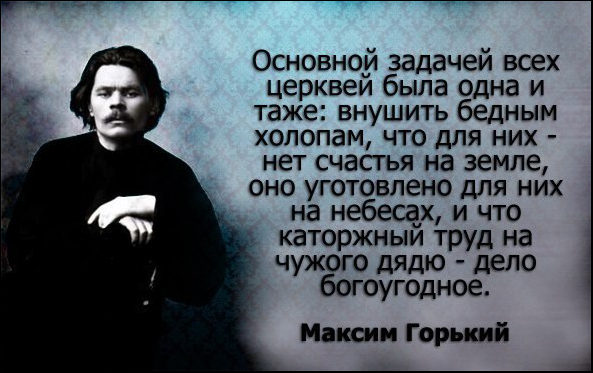 Основной задачей всех
церквей была одна и
таже: внушить бедным
холопам, что для них -
нет счастья на земле,
оно уготовлено для них
на небесах, и что
каторжный труд на
чужого дядю - дело
богоугодное.
Максим Горький